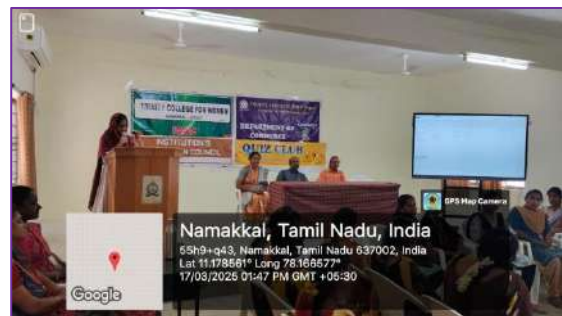 TRINITY COLLEGE FOR WOMEN
INSTITUTION'S
COUNCIL
DEPARTMENT OF
COMMERCE
QUIZ CLUB
GPS Map Camera
Namakkal, Tamil Nadu, India
55h9+q43, Namakkal, Tamil Nadu 637002, India
Lat 11.178561° Long 78.166577°
17/03/2025 01:47 PM GMT +05:30
Google